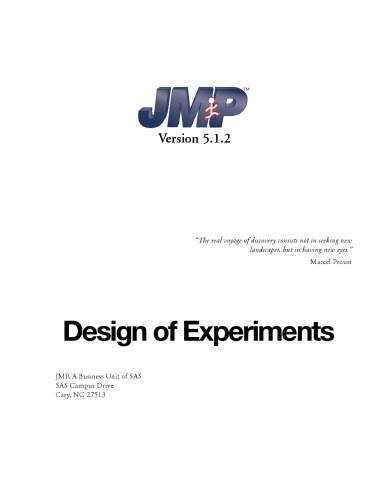 JMP™
Version 5.1.2
"The real voyage of discovery consists not in seeking new
landscapes, but in having new eyes."
Marcel Proust
Design of Experiments
JMP, A Business Unit of SAS
SAS Campus Drive
Cary, NC 27513